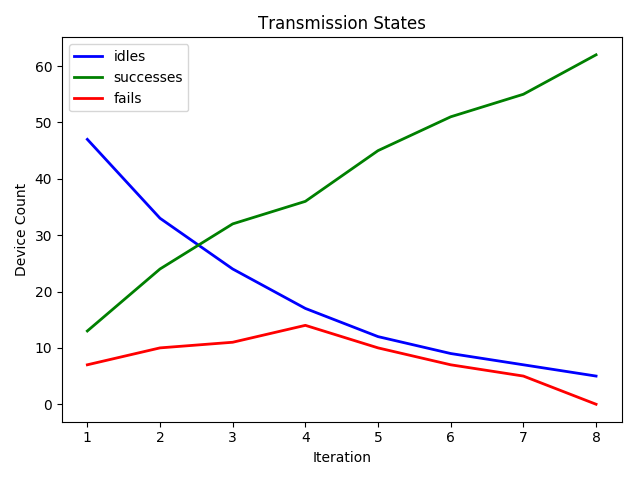 Transmission States
idles
successes
fails
Device Count
60
50
40
30
20
10
0
1 2 3 4 5 6 7 8
Iteration